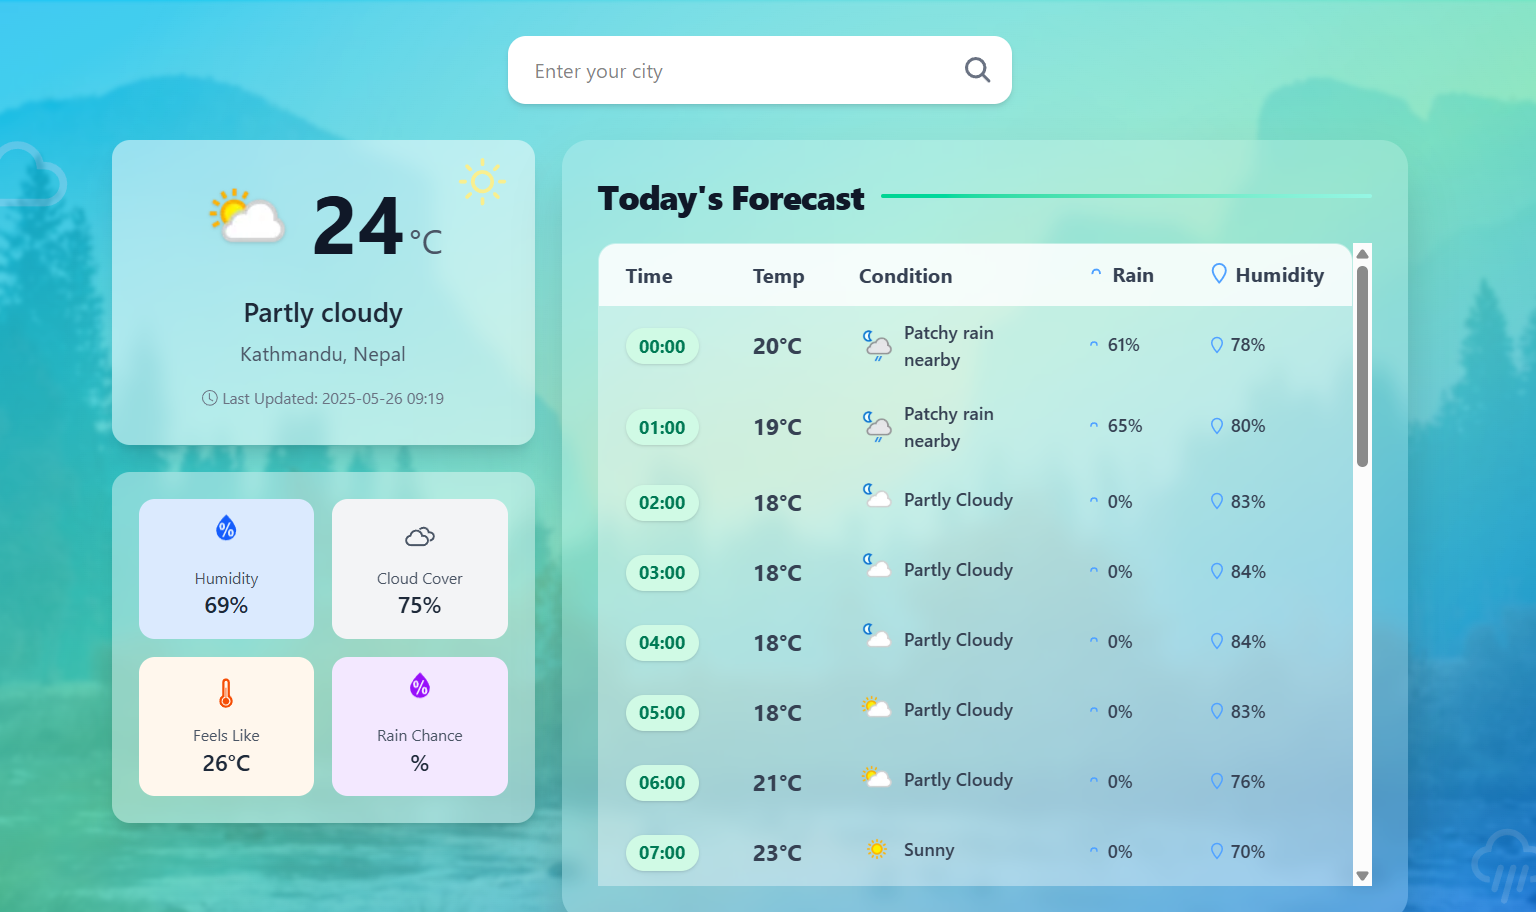 Enter your city
24 °C
Partly cloudy
Kathmandu, Nepal
Last Updated: 2025-05-26 09:19
%
Humidity
69%
Cloud Cover
75%
Feels Like
26°C
%
Rain Chance
%
Today's Forecast
Time Temp Condition Rain Humidity
00:00 20°C Patchy rain nearby 61% 78%
01:00 19°C Patchy rain nearby 65% 80%
02:00 18°C Partly Cloudy 0% 83%
03:00 18°C Partly Cloudy 0% 84%
04:00 18°C Partly Cloudy 0% 84%
05:00 18°C Partly Cloudy 0% 83%
06:00 21°C Partly Cloudy 0% 76%
07:00 23°C Sunny 0% 70%